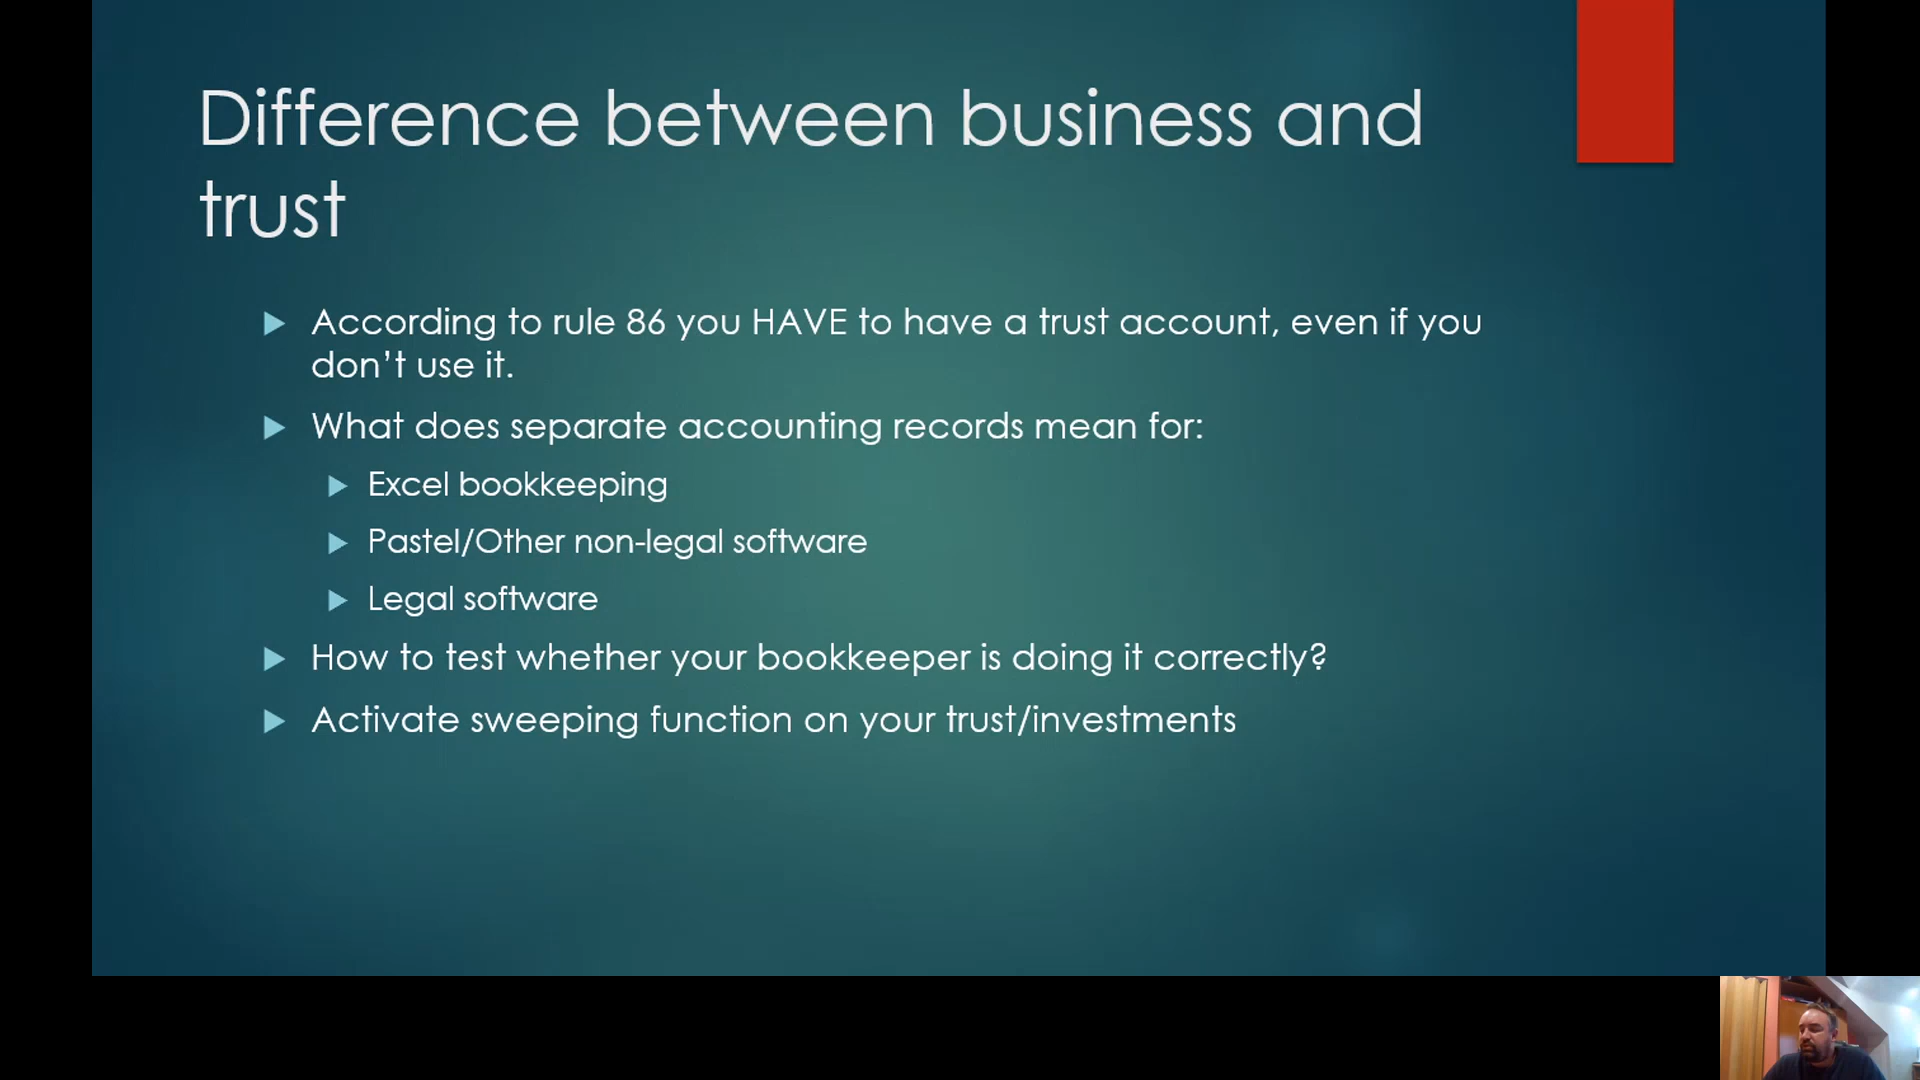 Difference between business and
trust
According to rule 86 you HAVE to have a trust account, even if you
don’t use it.
What does separate accounting records mean for:
Excel bookkeeping
Pastel/Other non-legal software
Legal software
How to test whether your bookkeeper is doing it correctly?
Activate sweeping function on your trust/investments